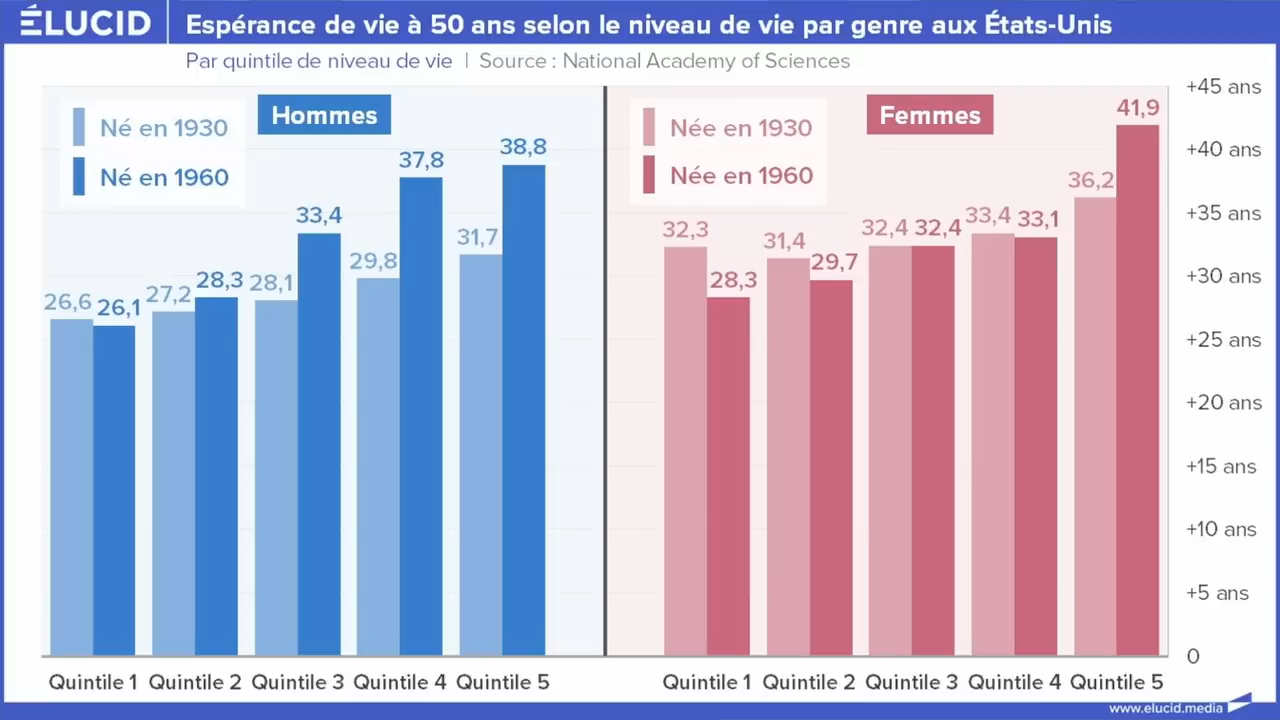 ÉLUCID
Espérance de vie à 50 ans selon le niveau de vie par genre aux États-Unis
Par quintile de niveau de vie | Source : National Academy of Sciences
Hommes
Né en 1930
Né en 1960
26,6
26,1
27,2
28,3
28,1
33,4
29,8
37,8
31,7
38,8
Quintile 1
Quintile 2
Quintile 3
Quintile 4
Quintile 5
Femmes
Née en 1930
Née en 1960
32,3
28,3
31,4
29,7
32,4
32,4
33,4
33,1
36,2
41,9
Quintile 1
Quintile 2
Quintile 3
Quintile 4
Quintile 5
+45 ans
+40 ans
+35 ans
+30 ans
+25 ans
+20 ans
+15 ans
+10 ans
+5 ans
0
www.elucid.media